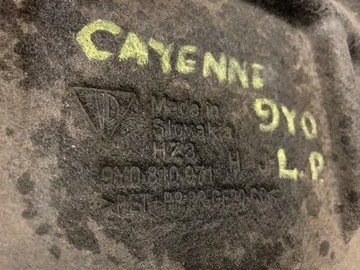 CAYENNE
9Y0
L.P.
Made in
Slovakia
HZ3 H
9Y0.810.971